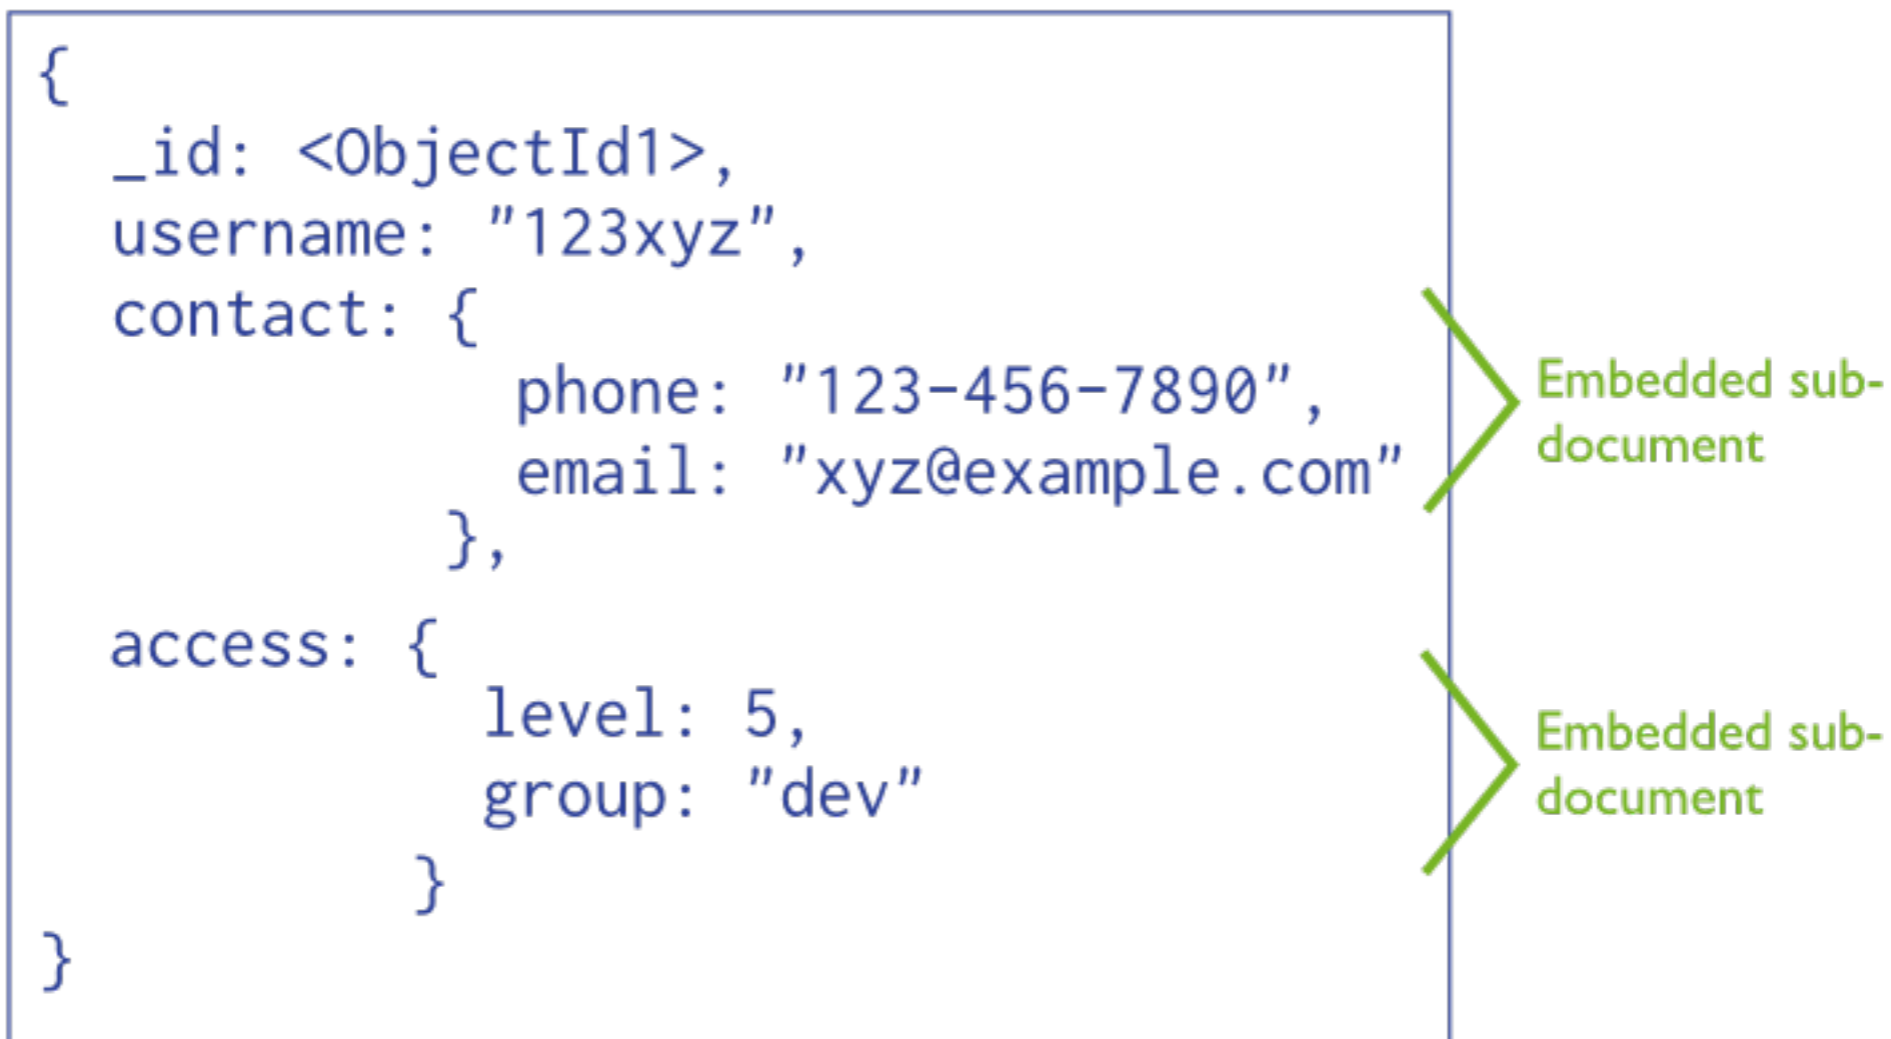 {
_id: <ObjectId1>,
username: "123xyz",
contact: {
phone: "123-456-7890",
email: "xyz@example.com"
},
Embedded sub-
document
access: {
level: 5,
group: "dev"
}
Embedded sub-
document
}